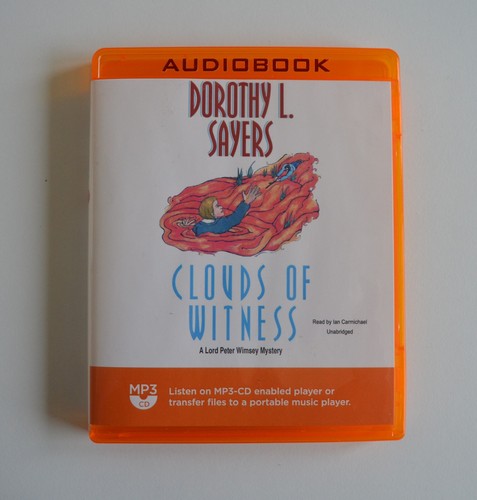 AUDIOBOOK
DOROTHY L.
SAYERS
CLOUDS OF
WITNESS
Read by Ian Carmichael
Unabridged
A Lord Peter Wimsey Mystery
MP3
CD
Listen on MP3-CD enabled player or
transfer files to a portable music player.